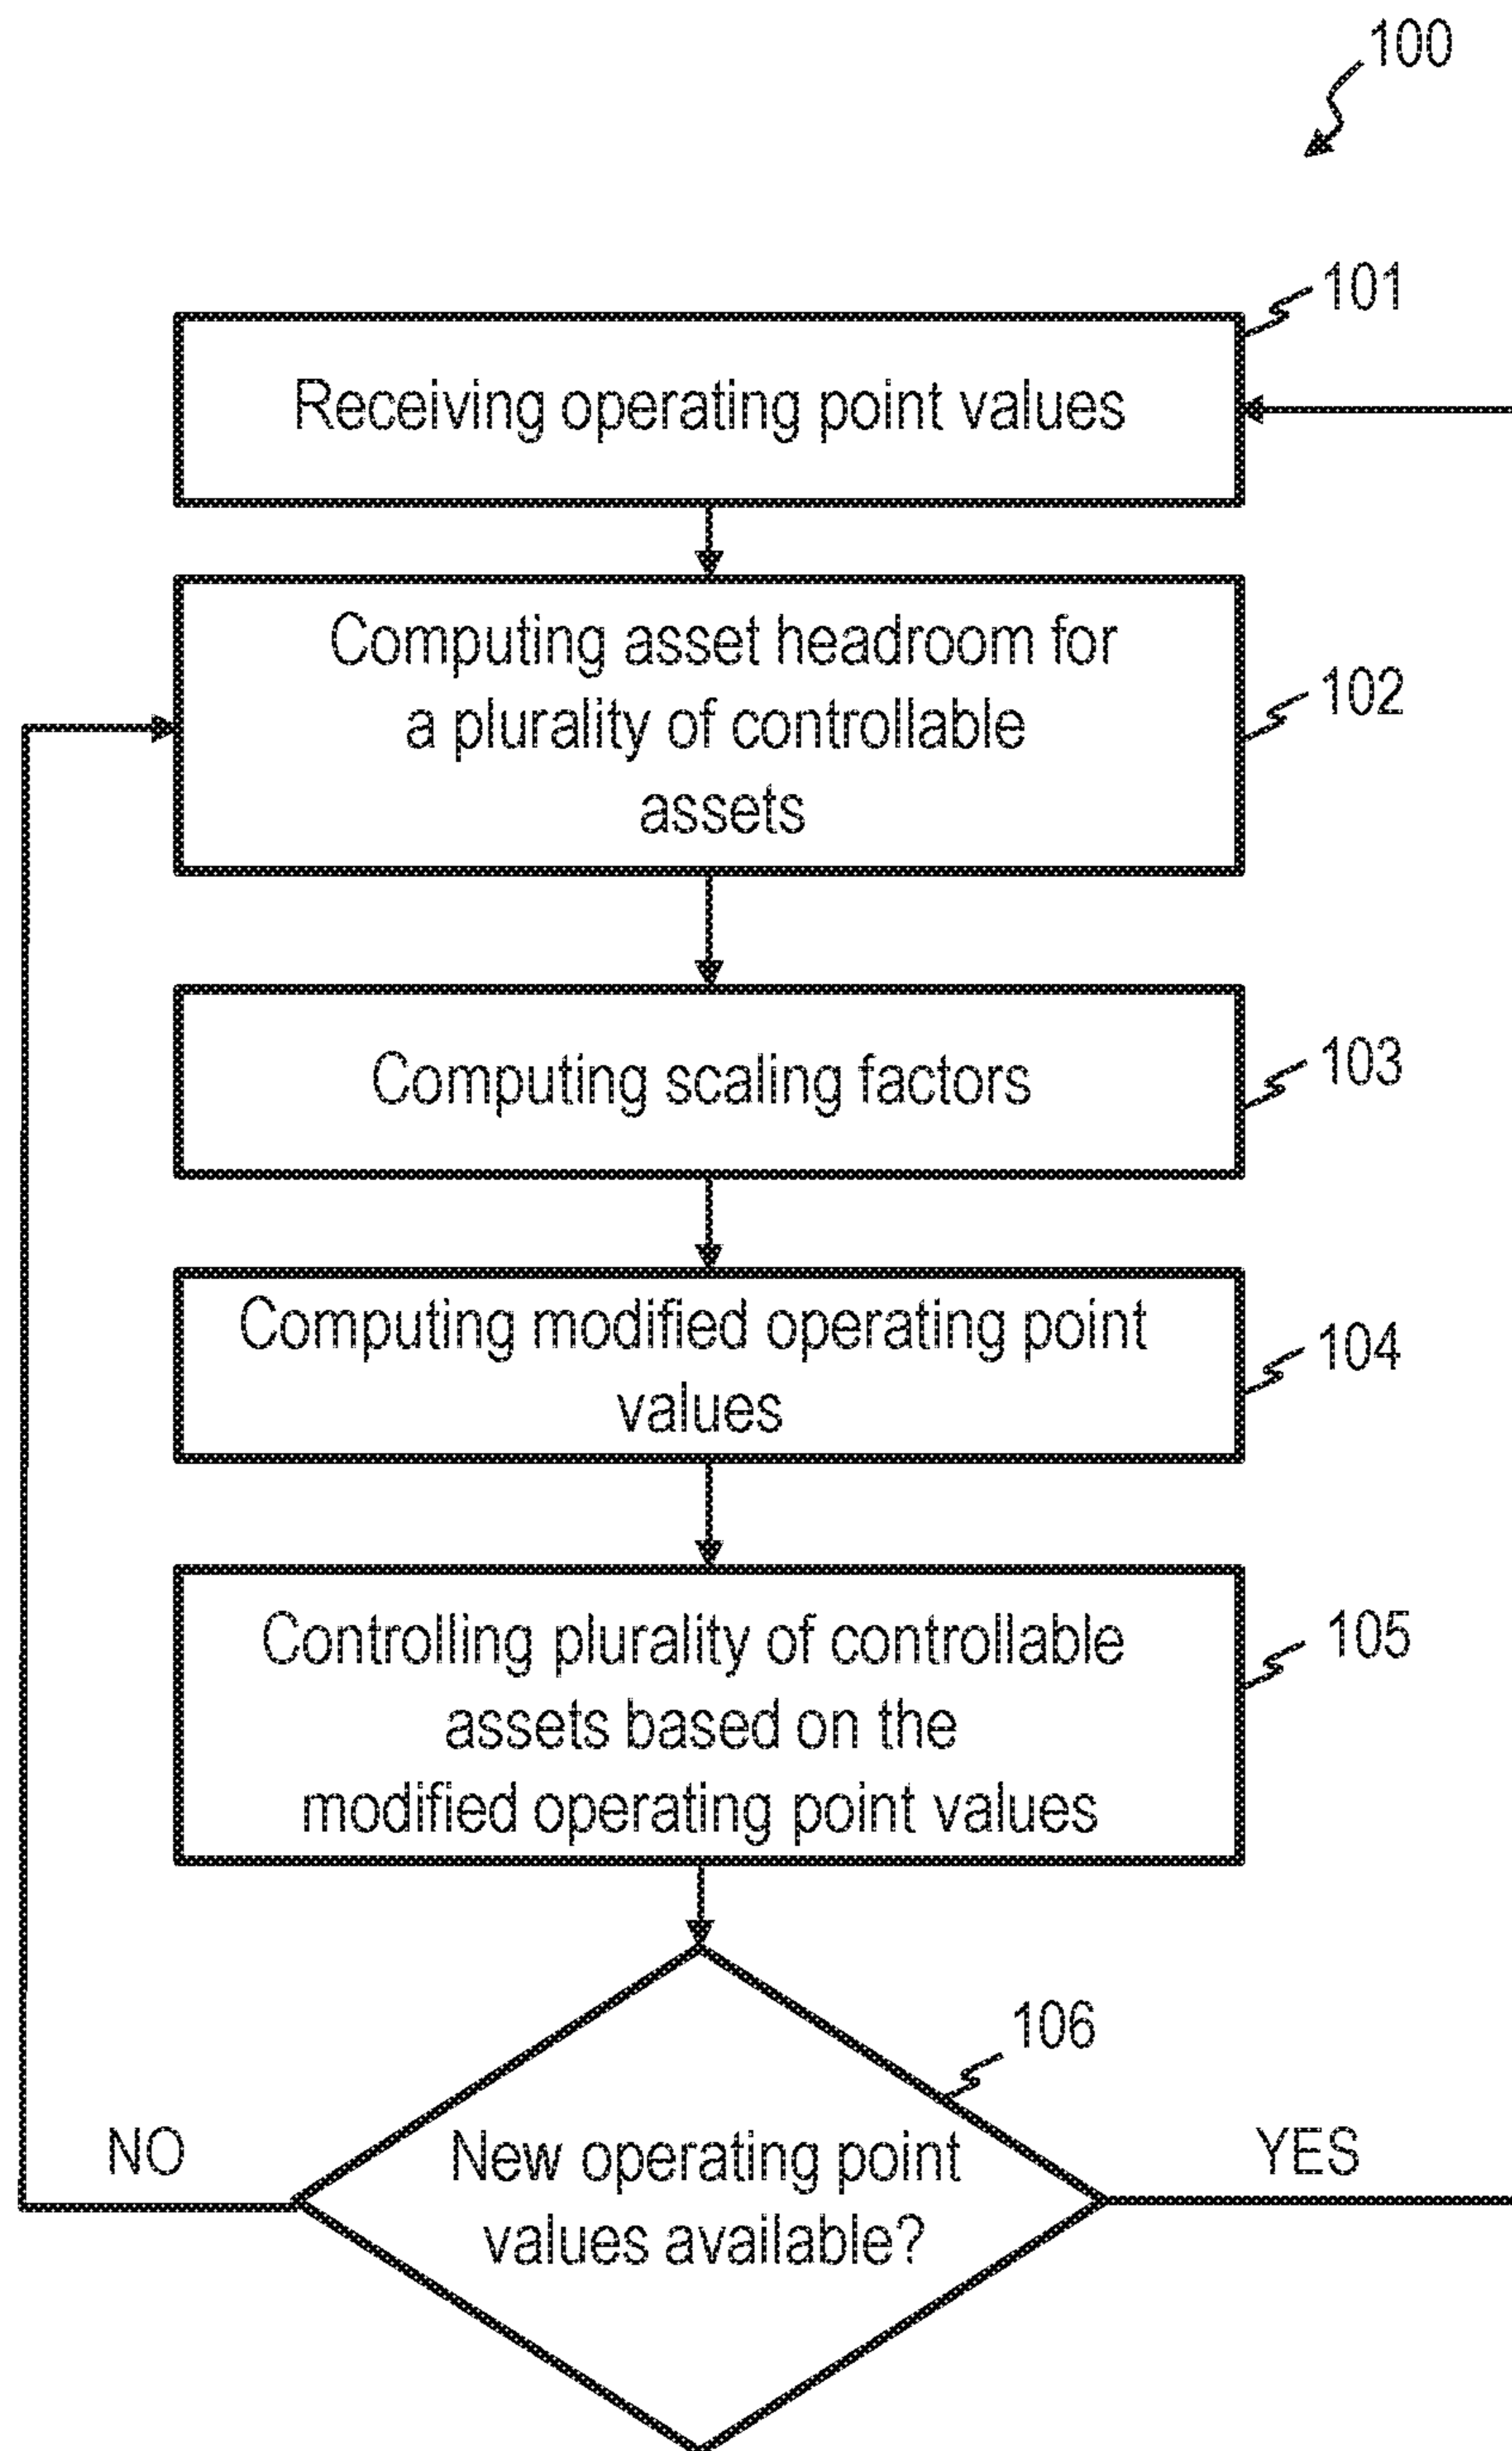 100
101
Receiving operating point values
Computing asset headroom for
a plurality of controllable
assets
102
Computing scaling factors
103
Computing modified operating point
values
104
Controlling plurality of controllable
assets based on the
modified operating point values
105
106
New operating point
values available?
NO
YES